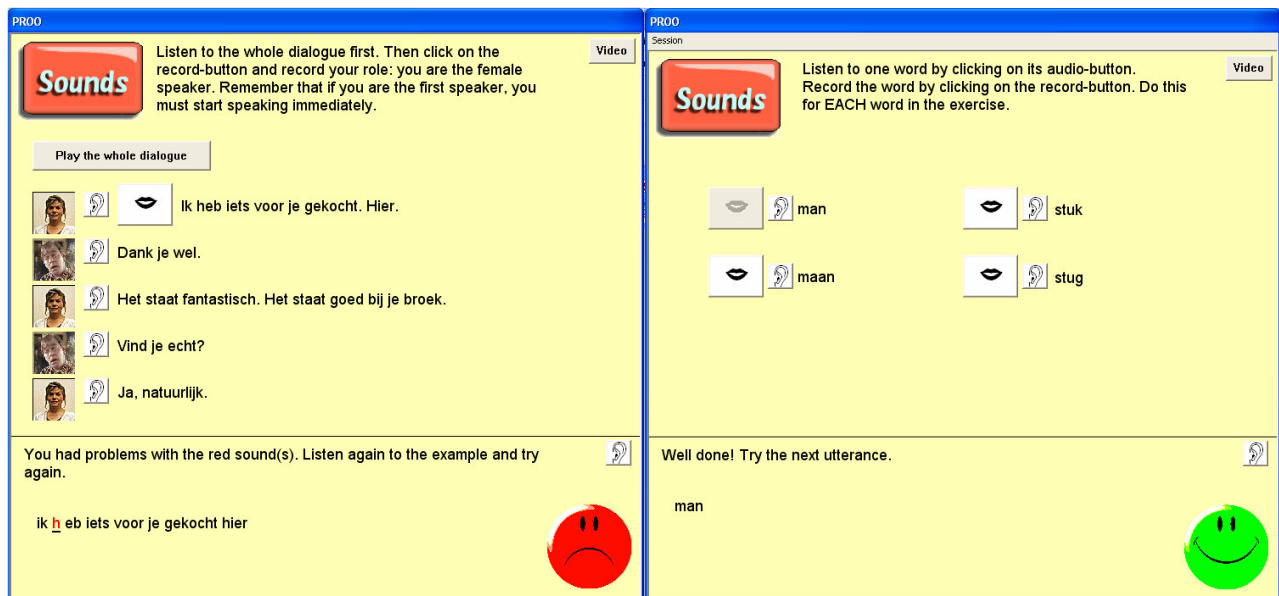 PROO
Sounds
Listen to the whole dialogue first. Then click on the
record-button and record your role: you are the female
speaker. Remember that if you are the first speaker, you
must start speaking immediately.
Video
Play the whole dialogue
Ik heb iets voor je gekocht. Hier.
Dank je wel.
Het staat fantastisch. Het staat goed bij je broek.
Vind je echt?
Ja, natuurlijk.
You had problems with the red sound(s). Listen again to the example and try
again.
ik h eb iets voor je gekocht hier
PROO
Session
Sounds
Listen to one word by clicking on its audio-button.
Record the word by clicking on the record-button. Do this
for EACH word in the exercise.
Video
man
stuk
maan
stug
Well done! Try the next utterance.
man